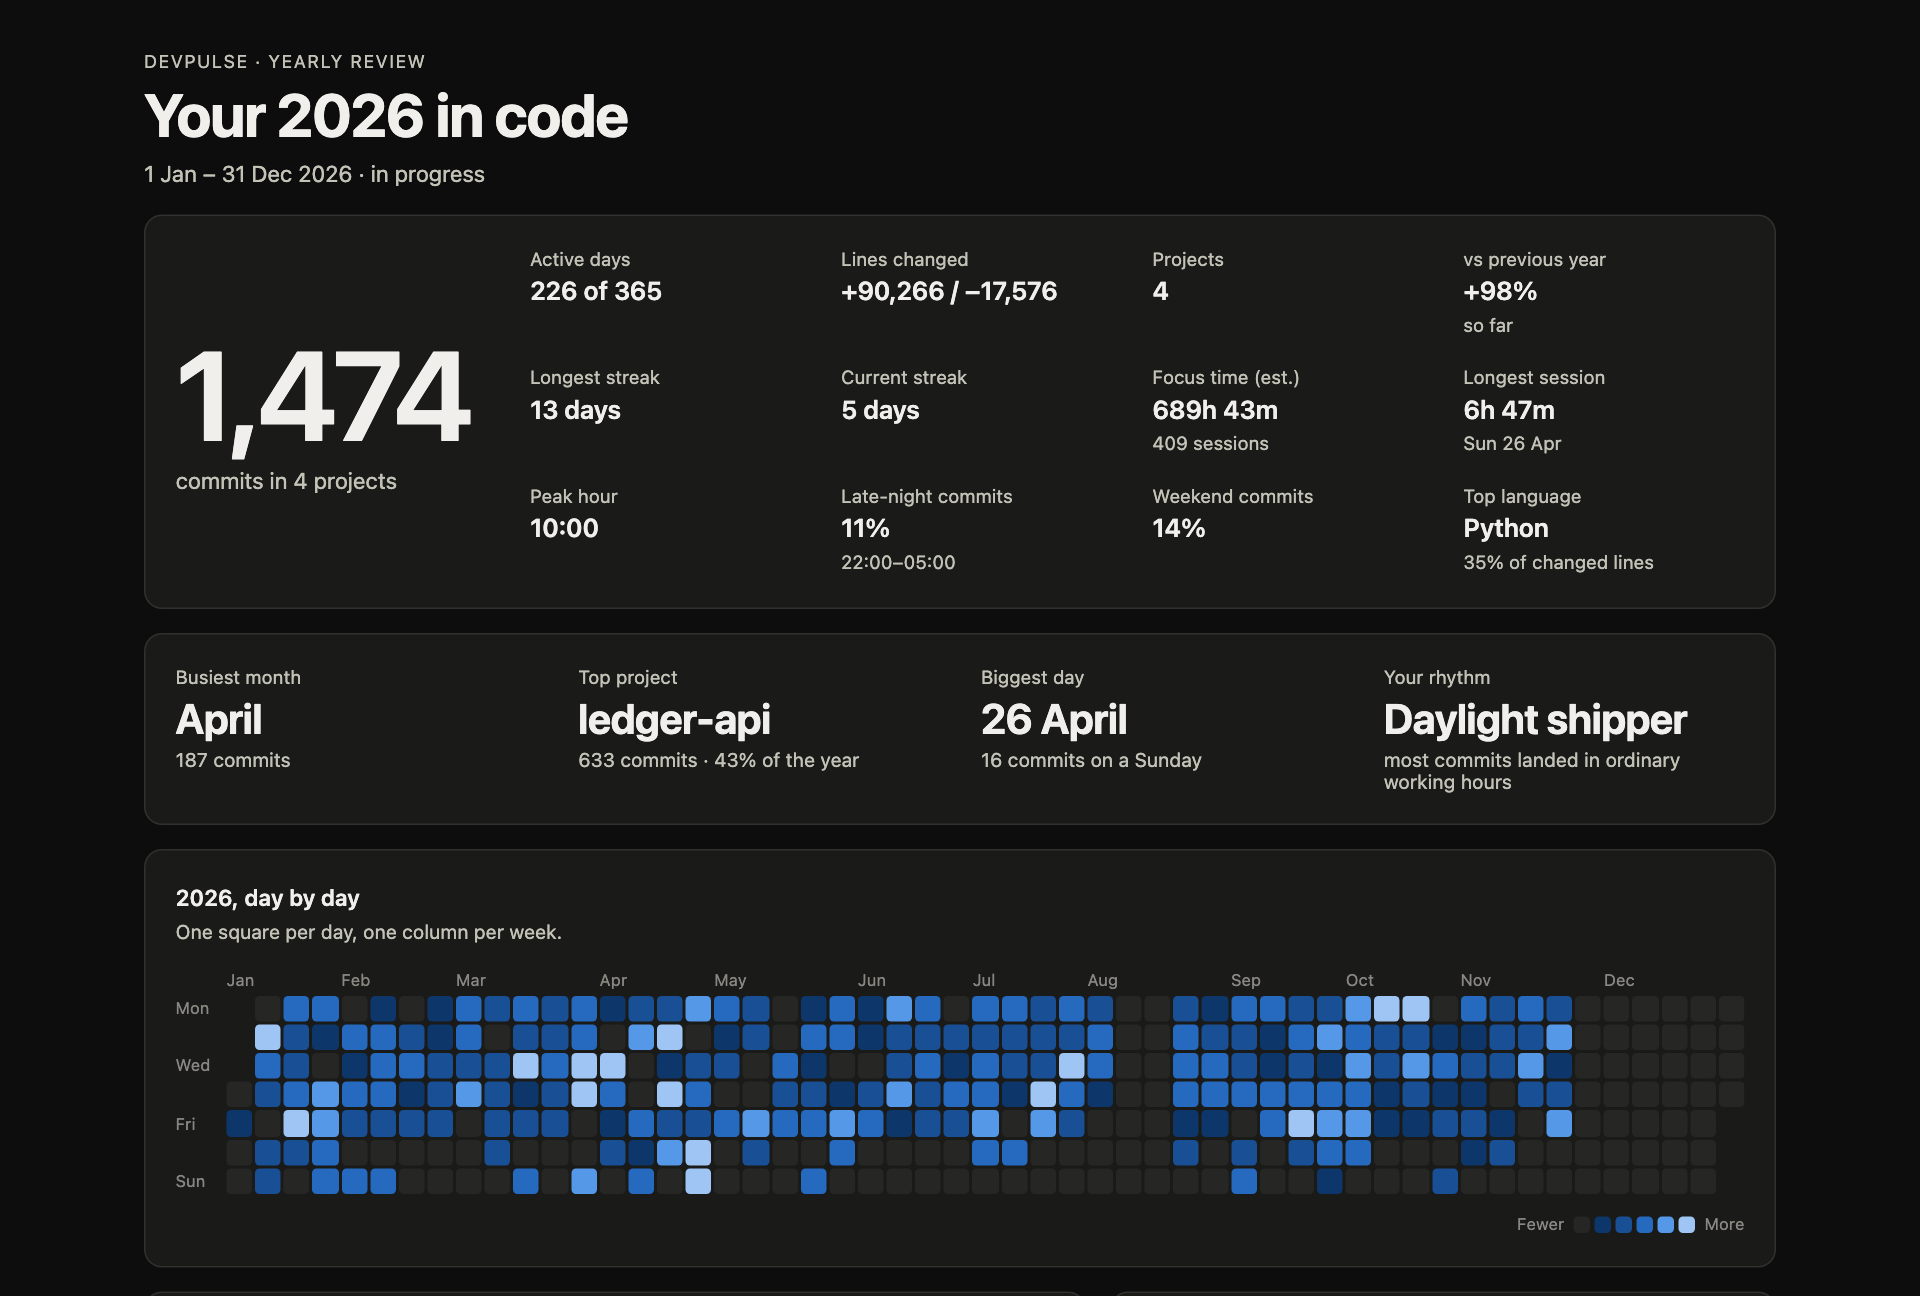 DEVPULSE · YEARLY REVIEW
Your 2026 in code
1 Jan – 31 Dec 2026 · in progress
1,474
commits in 4 projects
Active days
226 of 365
Lines changed
+90,266 / −17,576
Projects
4
vs previous year
+98%
so far
Longest streak
13 days
Current streak
5 days
Focus time (est.)
689h 43m
409 sessions
Longest session
6h 47m
Sun 26 Apr
Peak hour
10:00
Late-night commits
11%
22:00–05:00
Weekend commits
14%
Top language
Python
35% of changed lines
Busiest month
April
187 commits
Top project
ledger-api
633 commits · 43% of the year
Biggest day
26 April
16 commits on a Sunday
Your rhythm
Daylight shipper
most commits landed in ordinary
working hours
2026, day by day
One square per day, one column per week.
Jan Feb Mar Apr May Jun Jul Aug Sep Oct Nov Dec
Mon
Wed
Fri
Sun
Fewer More